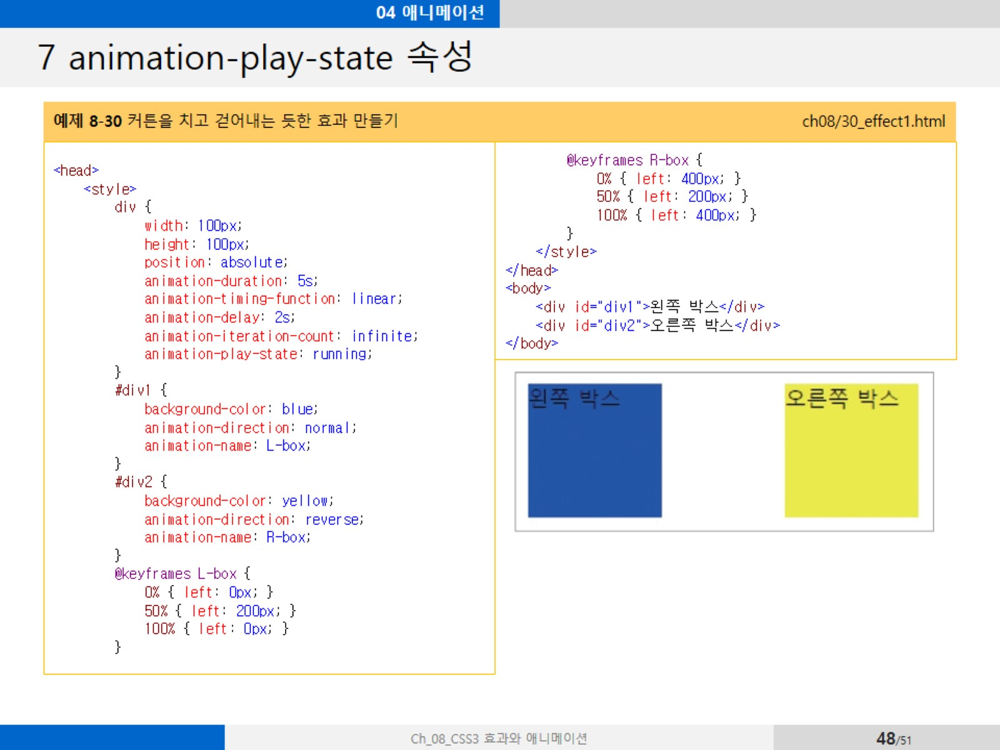 04 애니메이션
7 animation-play-state 속성
예제 8-30 커튼을 치고 걷어내는 듯한 효과 만들기
ch08/30_effect1.html
<head>
<style>
div {
width: 100px;
height: 100px;
position: absolute;
animation-duration: 5s;
animation-timing-function: linear;
animation-delay: 2s;
animation-iteration-count: infinite;
animation-play-state: running;
}
#div1 {
background-color: blue;
animation-direction: normal;
animation-name: L-box;
}
#div2 {
background-color: yellow;
animation-direction: reverse;
animation-name: R-box;
}
@keyframes L-box {
0% { left: 0px; }
50% { left: 200px; }
100% { left: 0px; }
}
@keyframes R-box {
0% { left: 400px; }
50% { left: 200px; }
100% { left: 400px; }
}
</style>
</head>
<body>
<div id="div1">왼쪽 박스</div>
<div id="div2">오른쪽 박스</div>
</body>
왼쪽 박스
오른쪽 박스
Ch_08_CSS3 효과와 애니메이션
48/51